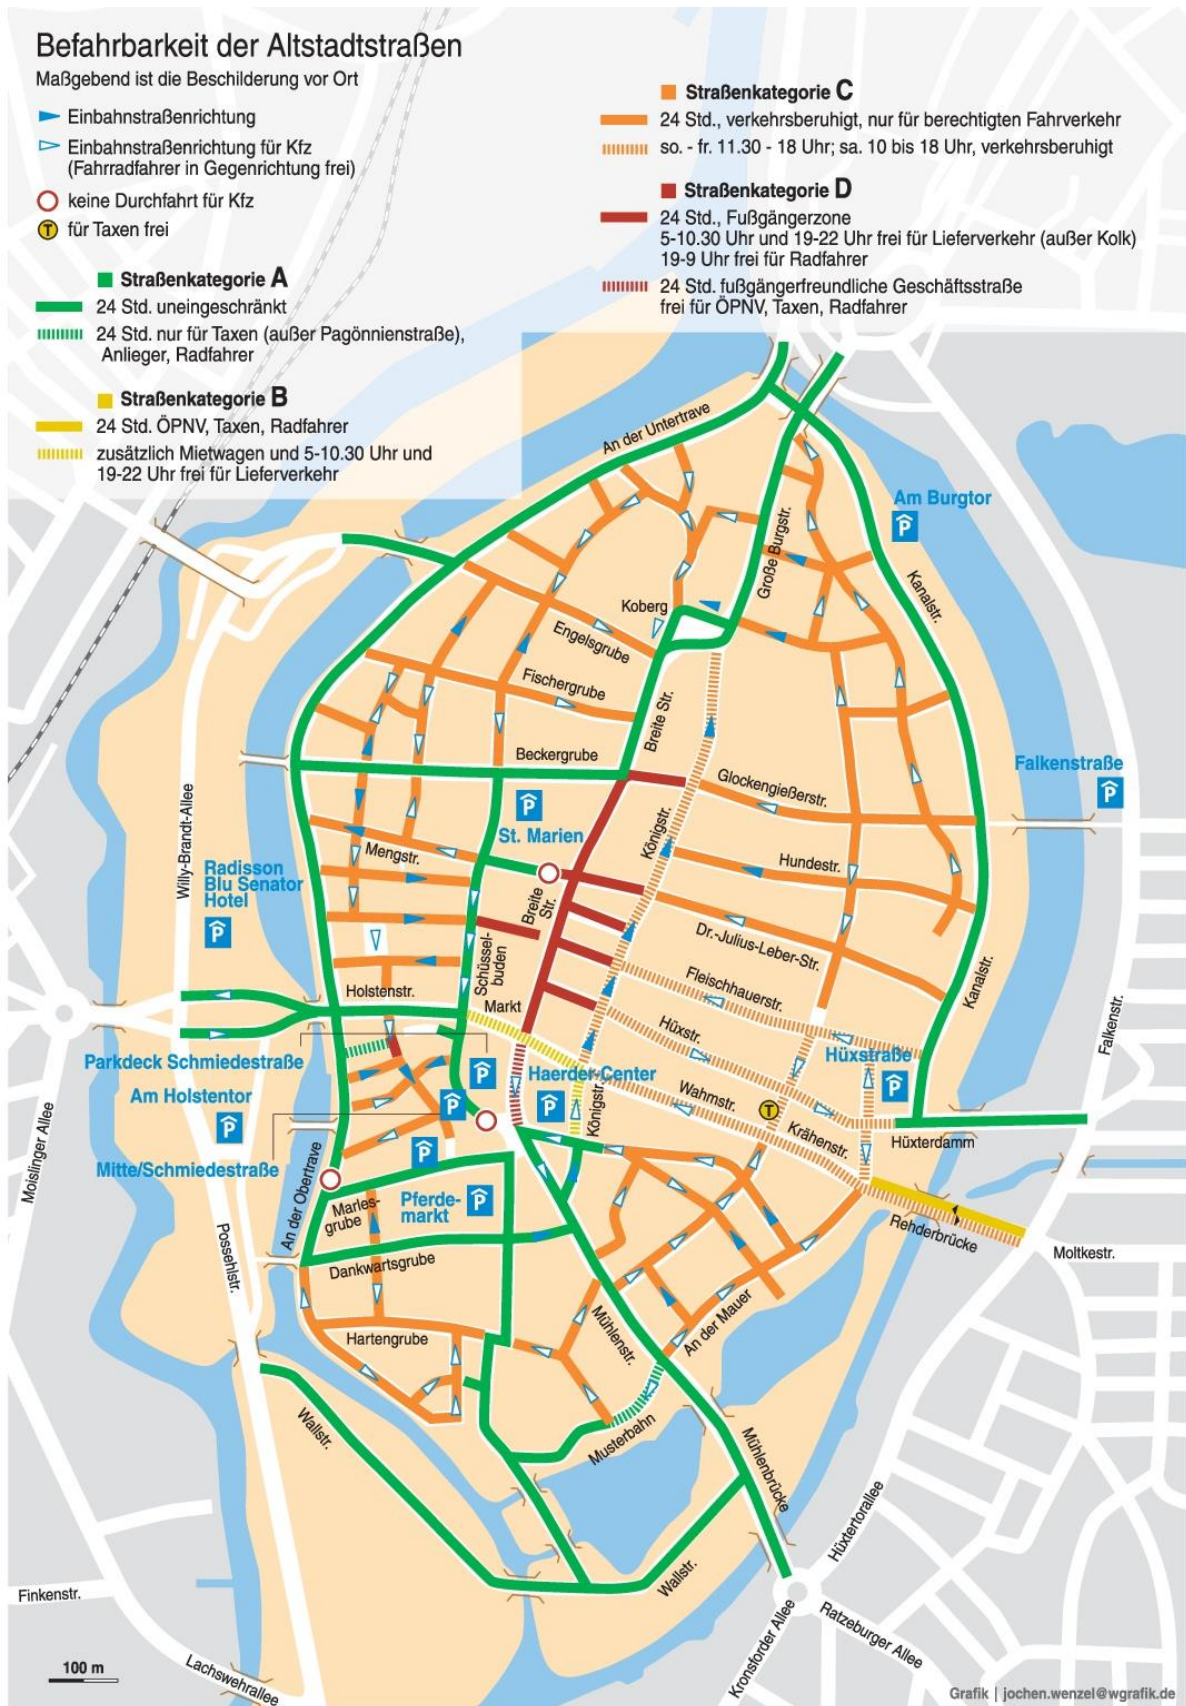 Befahrbarkeit der Altstadtstraßen
Maßgebend ist die Beschilderung vor Ort
Einbahnstraßenrichtung
Einbahnstraßenrichtung für Kfz
(Fahrradfahrer in Gegenrichtung frei)
keine Durchfahrt für Kfz
T
für Taxen frei
Straßenkategorie A
24 Std. uneingeschränkt
24 Std. nur für Taxen (außer Pagönnienstraße),
Anlieger, Radfahrer
Straßenkategorie B
24 Std. ÖPNV, Taxen, Radfahrer
zusätzlich Mietwagen und 5-10.30 Uhr und
19-22 Uhr frei für Lieferverkehr
Straßenkategorie C
24 Std., verkehrsberuhigt, nur für berechtigten Fahrverkehr
so. - fr. 11.30 - 18 Uhr; sa. 10 bis 18 Uhr, verkehrsberuhigt
Straßenkategorie D
24 Std., Fußgängerzone
5-10.30 Uhr und 19-22 Uhr frei für Lieferverkehr (außer Kolk)
19-9 Uhr frei für Radfahrer
24 Std. fußgängerfreundliche Geschäftsstraße
frei für ÖPNV, Taxen, Radfahrer
An der Untertrave
Am Burgtor
P
Große Burgstr.
Kanalstr.
Koberg
Engelsgrube
Fischergrube
Breite Str.
Beckergrube
Falkenstraße
P
Glockengießerstr.
Willy-Brandt-Allee
P
St. Marien
Königstr.
Mengstr.
Hundestr.
Radisson
Blu Senator
Hotel
P
Breite
Str.
Dr.-Julius-Leber-Str.
Schüssel-
buden
Fleischhauerstr.
Kanalstr.
Holstenstr.
Markt
Falkenstr.
Hüxstr.
Hüxstraße
P
Parkdeck Schmiedestraße
P
Haerder-Center
P
Am Holstentor
P
P
Königstr.
Wahmstr.
T
Krähenstr.
Hüxterdamm
Moislinger Allee
Mitte/Schmiedestraße
P
An der Obertrave
Marles-
grube
Pferde-
markt
P
Rehderbrücke
Moltkestr.
Possehlstr.
Dankwartsgrube
Hartengrube
Mühlenstr.
An der Mauer
Wallstr.
Musterbahn
Mühlenbrücke
Hüxtertorallee
Wallstr.
Finkenstr.
Kronsforder Allee
Ratzeburger Allee
100 m
Lachswehrallee
Grafik | jochen.wenzel@wgrafik.de